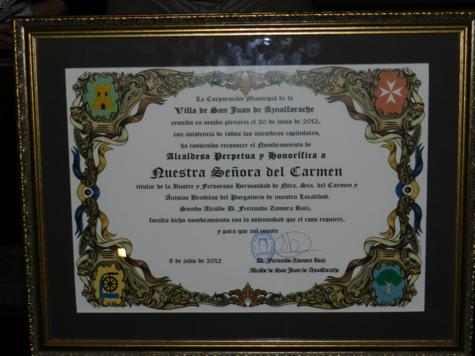 La Corporación Municipal de la
Villa de San Juan de Aznalfarache
reunida en sesión plenaria el 20 de junio de 2012,
con asistencia de todos los miembros capitulares,
ha contenido reconocer el Nombramiento de
Alcaldesa Perpetua y Honorífica a
Nuestra Señora del Carmen
titular de la Ilustre y Fervorosa Hermandad de Ntra. Sra. del Carmen y
Ánimas Benditas del Purgatorio de nuestra Localidad.
Siendo Alcalde D. Fernando Zamora Ruiz,
faculta dicho nombramiento con la solemnidad que el caso requiere,
y para que así conste
8 de julio de 2012
D. Fernando Zamora Ruiz
Alcalde de San Juan de Aznalfarache